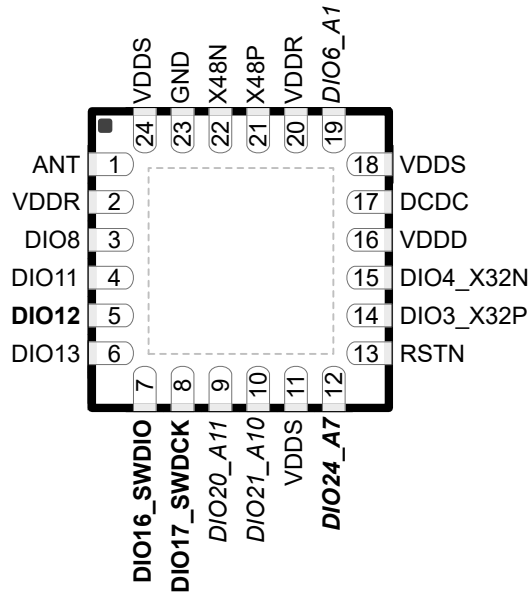 VDDS
GND
X48N
X48P
VDDR
DIO6_A1
24
23
22
21
20
19
ANT 1
VDDR 2
DIO8 3
DIO11 4
DIO12 5
DIO13 6
18 VDDS
17 DCDC
16 VDDD
15 DIO4_X32N
14 DIO3_X32P
13 RSTN
7
8
9
10
11
12
DIO16_SWDIO
DIO17_SWDCK
DIO20_A11
DIO21_A10
VDDS
DIO24_A7